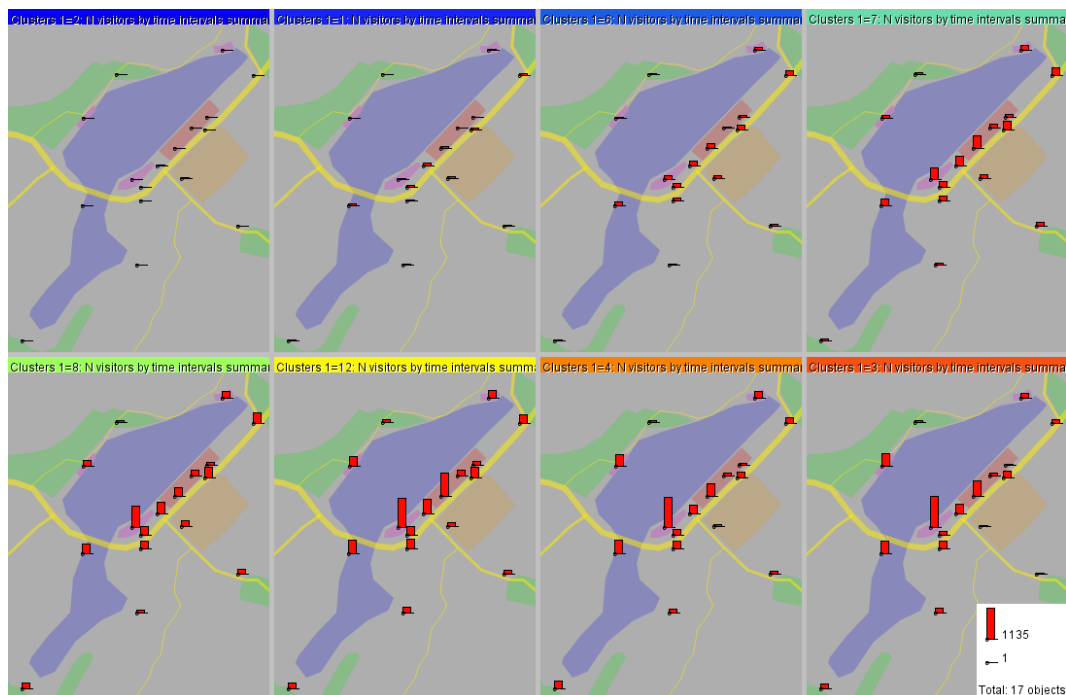 Clusters 1=2: N visitors by time intervals summa
Clusters 1=1: N visitors by time intervals summa
Clusters 1=6: N visitors by time intervals summa
Clusters 1=7: N visitors by time intervals summa
Clusters 1=8: N visitors by time intervals summa
Clusters 1=12: N visitors by time intervals summ
Clusters 1=4: N visitors by time intervals summa
Clusters 1=3: N visitors by time intervals summa
1135
1
Total: 17 objects